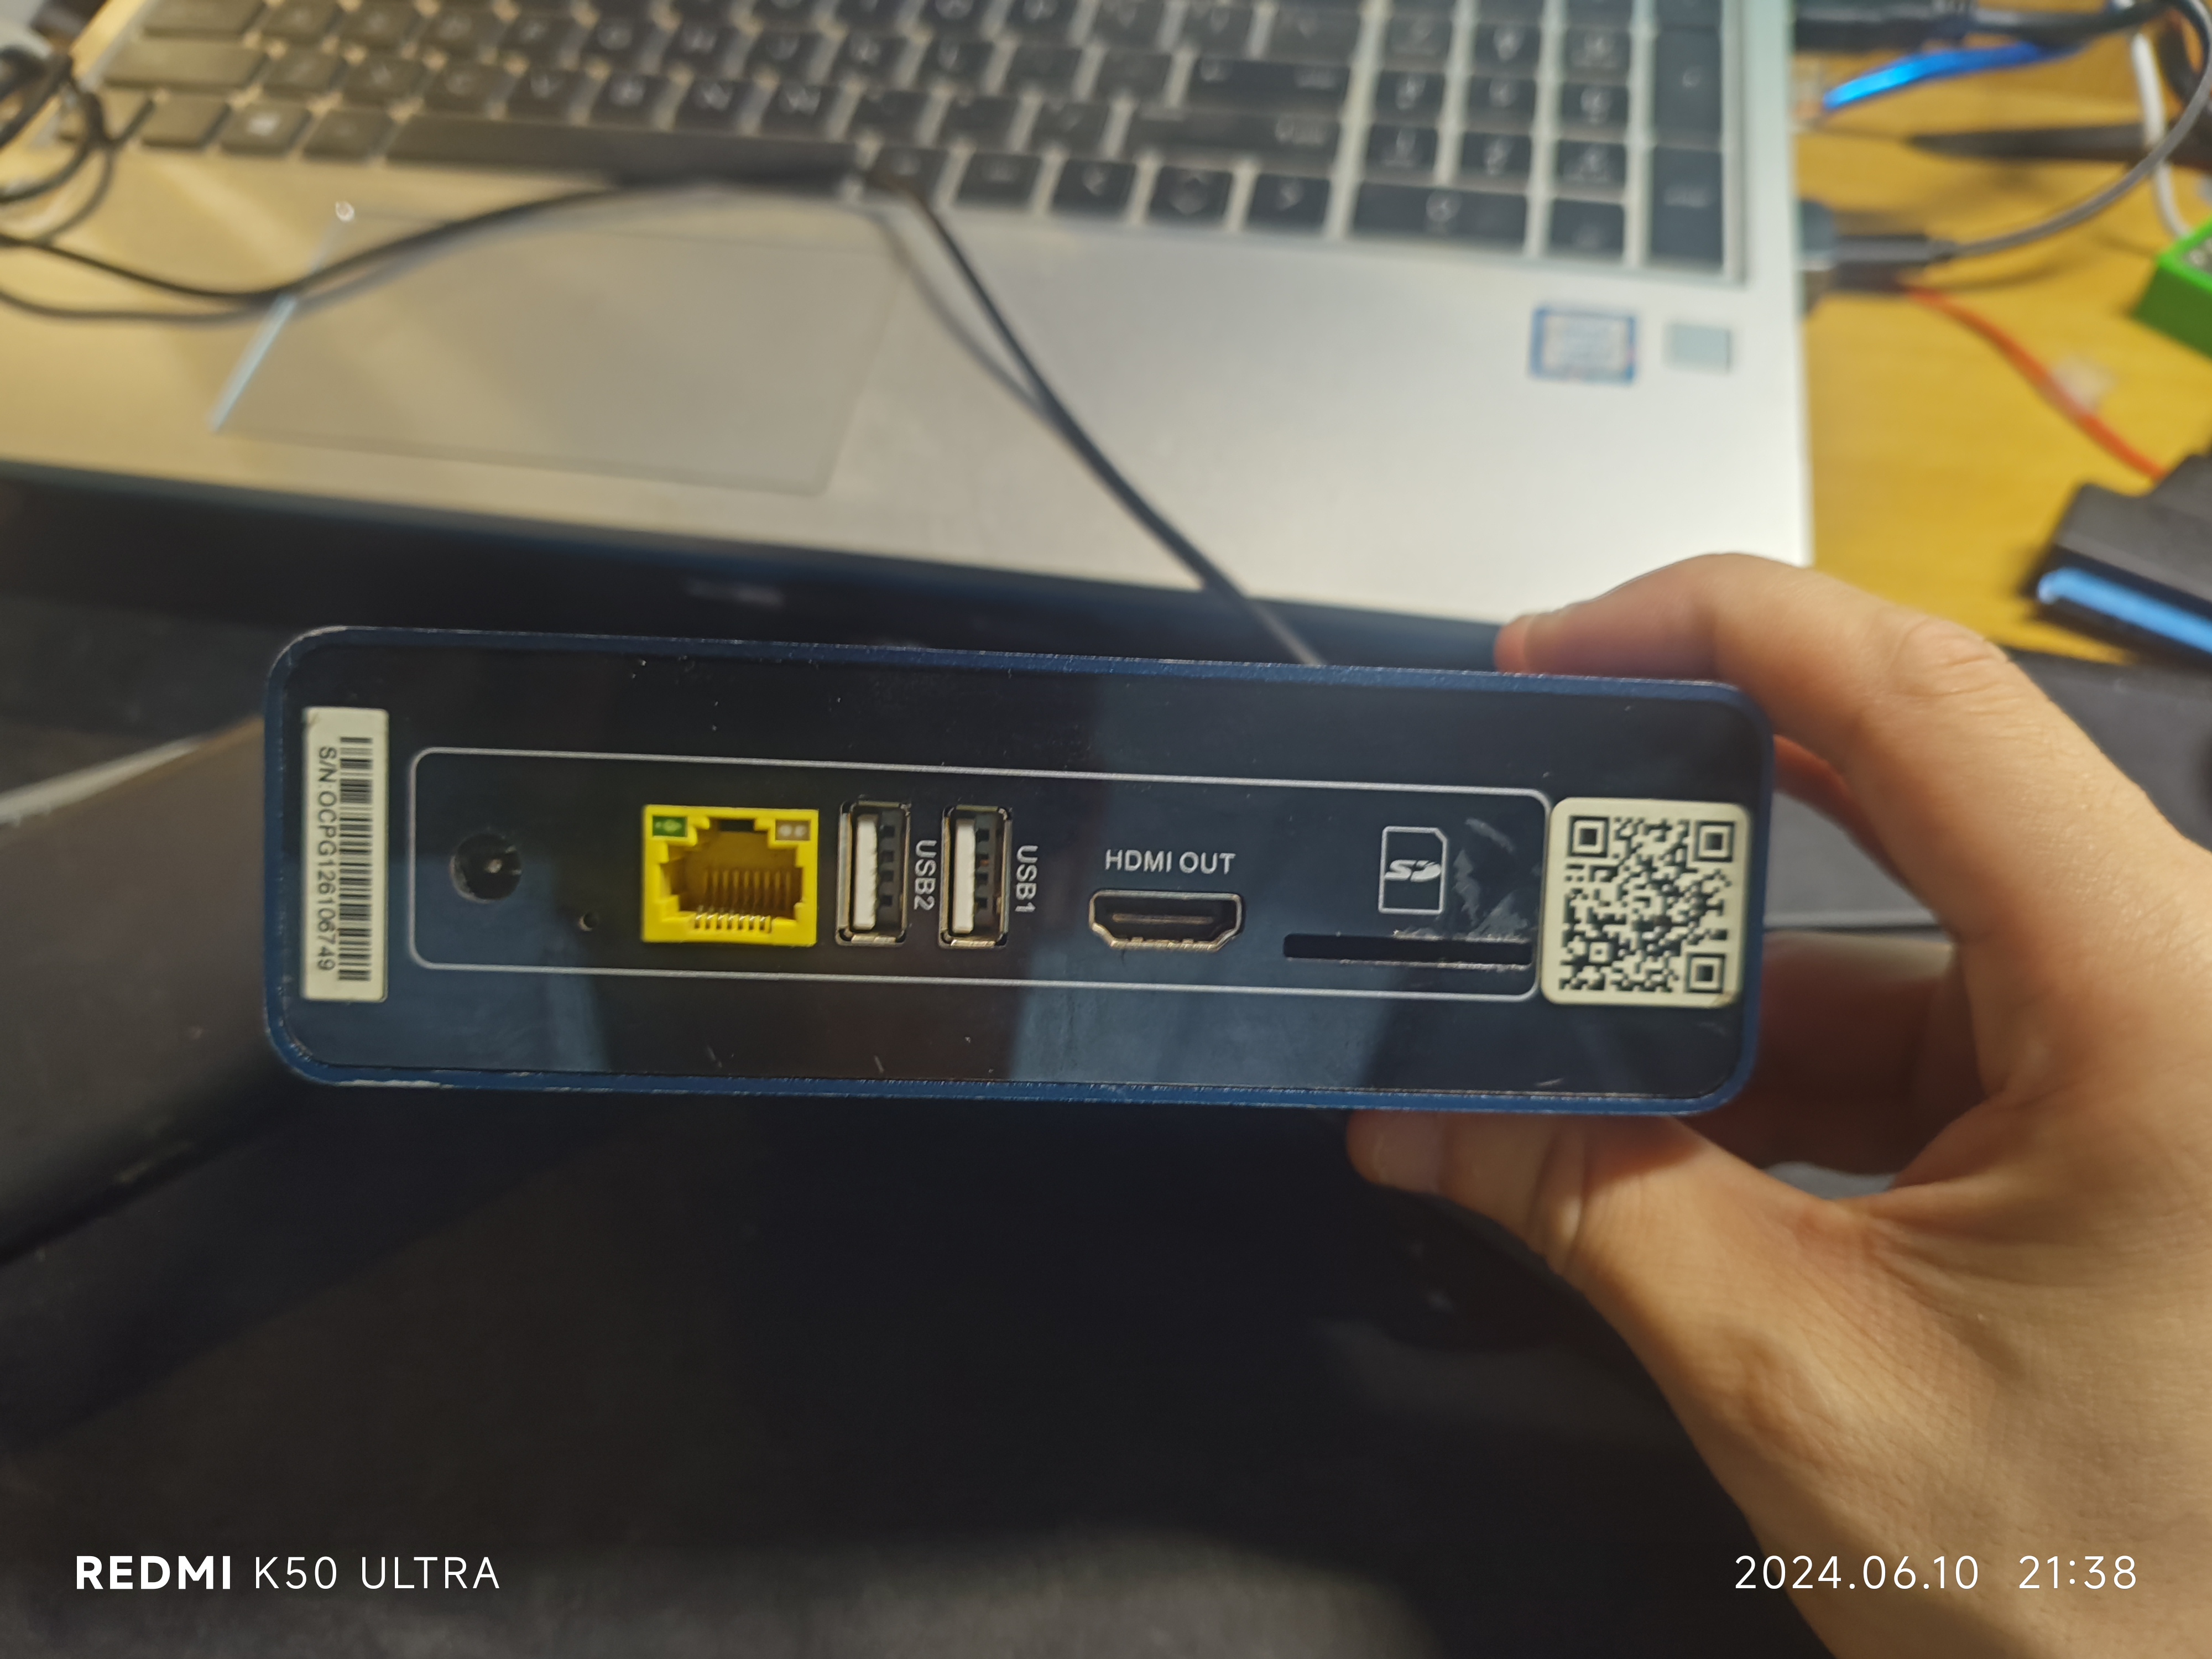 S/N OCPG126106749
USB2
USB1
HDMI OUT
SD
REDMI K50 ULTRA
2024.06.10 21:38